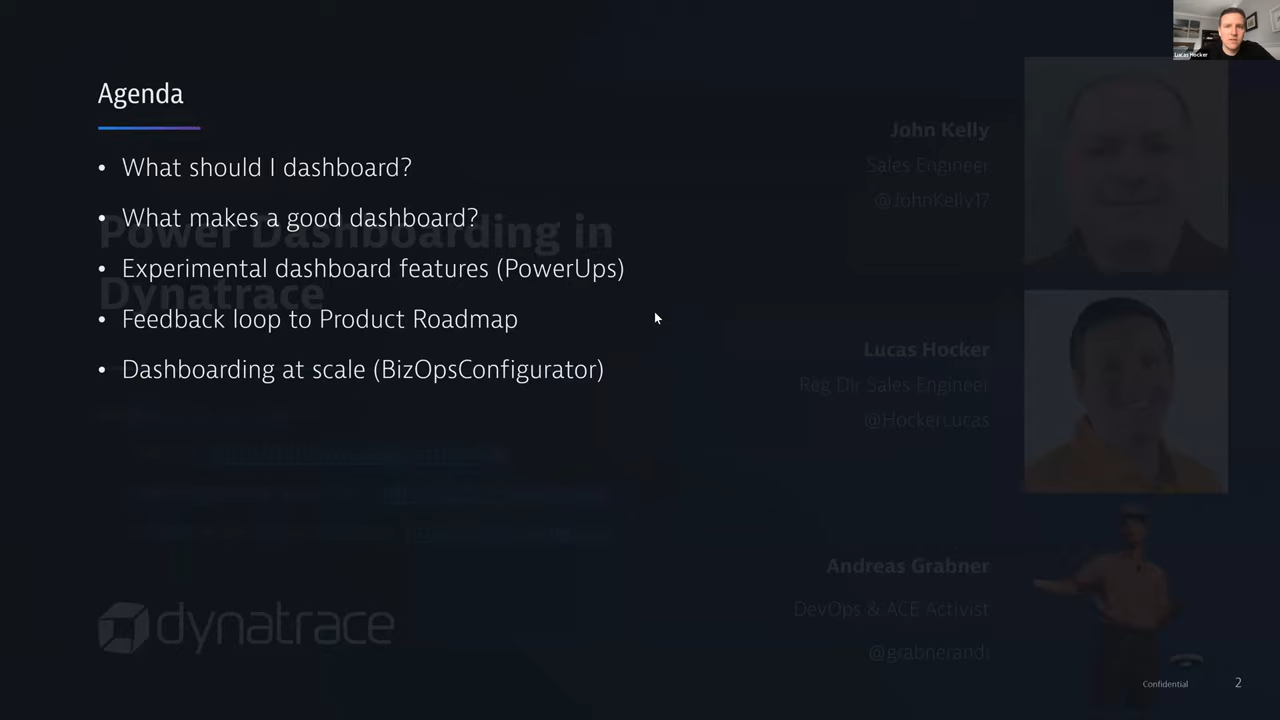 Lucas Hocker
Agenda
• What should I dashboard?
• What makes a good dashboard?
• Experimental dashboard features (PowerUps)
• Feedback loop to Product Roadmap
• Dashboarding at scale (BizOpsConfigurator)
Power Dashboarding in
Dynatrace
John Kelly
Sales Engineer
@JohnKelly17
Lucas Hocker
Reg Dir Sales Engineer
@HockerLucas
Andreas Grabner
DevOps & ACE Activist
@grabnerandi
dynatrace
Confidential
2